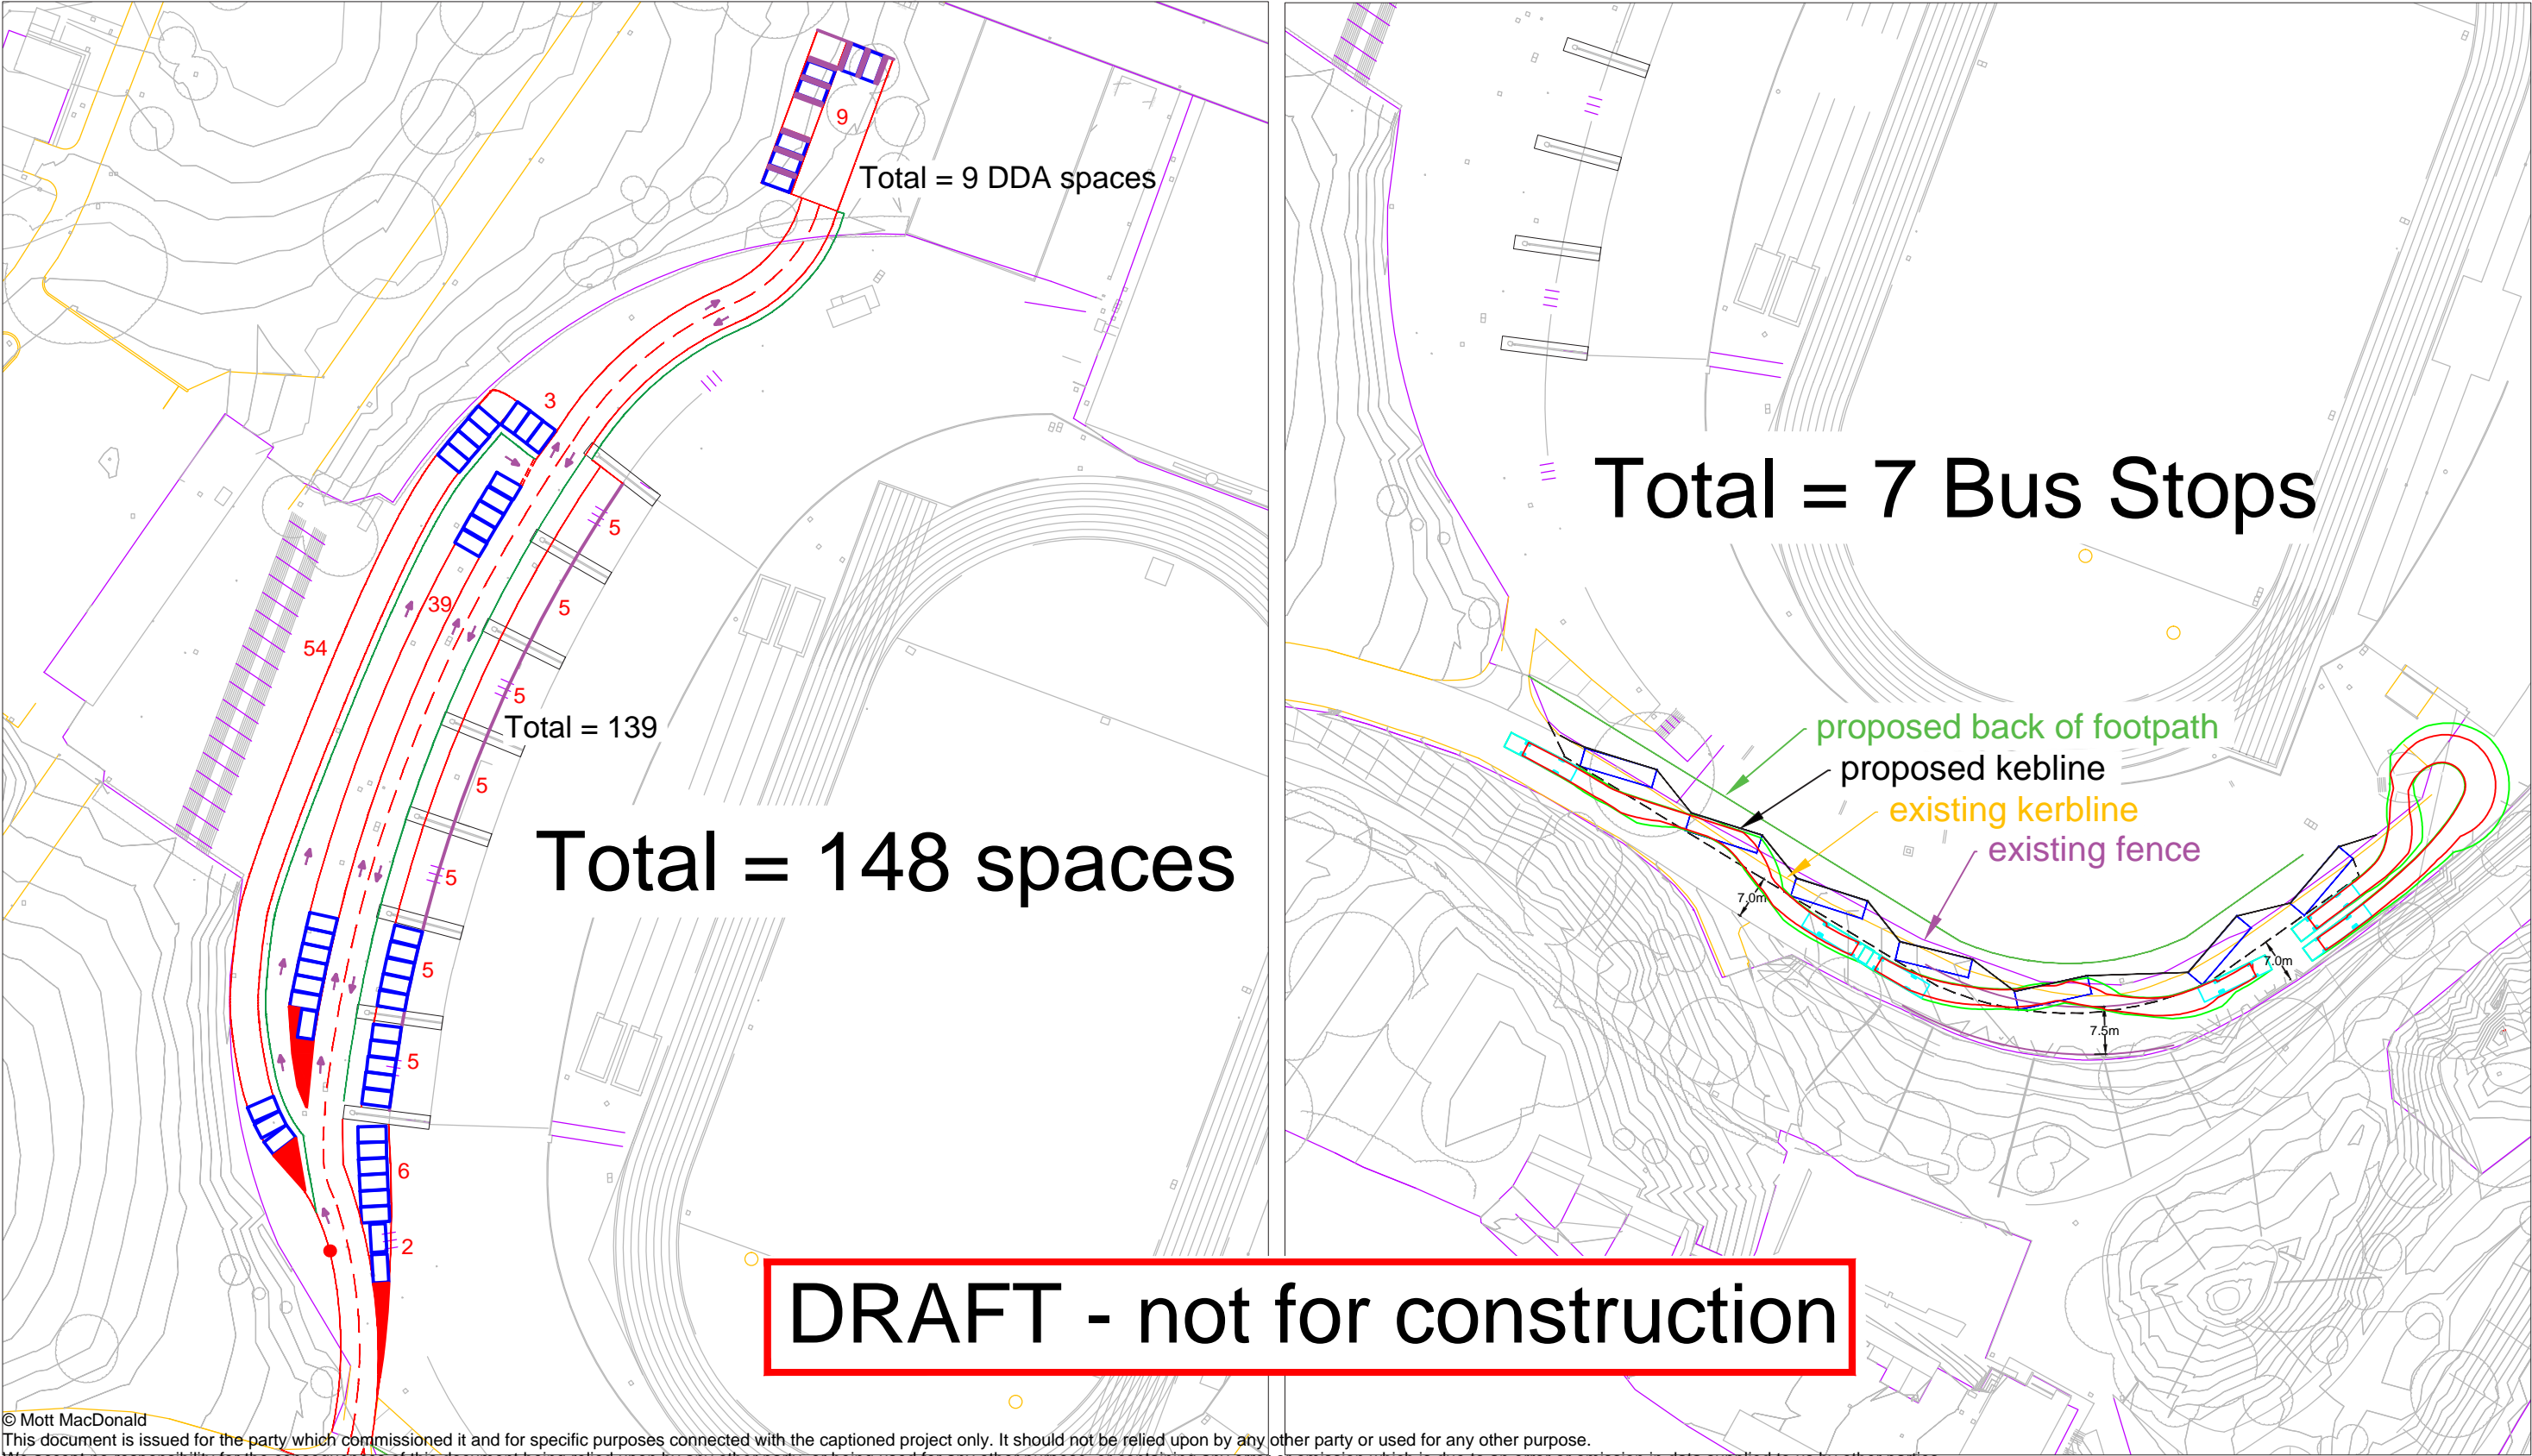 9
Total = 9 DDA spaces
3
5
39
5
54
5
Total = 139
5
Total = 148 spaces
5
5
5
6
2
Total = 7 Bus Stops
proposed back of footpath
proposed kebline
existing kerbline
existing fence
7.0m
7.0m
7.5m
DRAFT - not for construction
© Mott MacDonald
This document is issued for the party which commissioned it and for specific purposes connected with the captioned project only. It should not be relied upon by any other party or used for any other purpose.